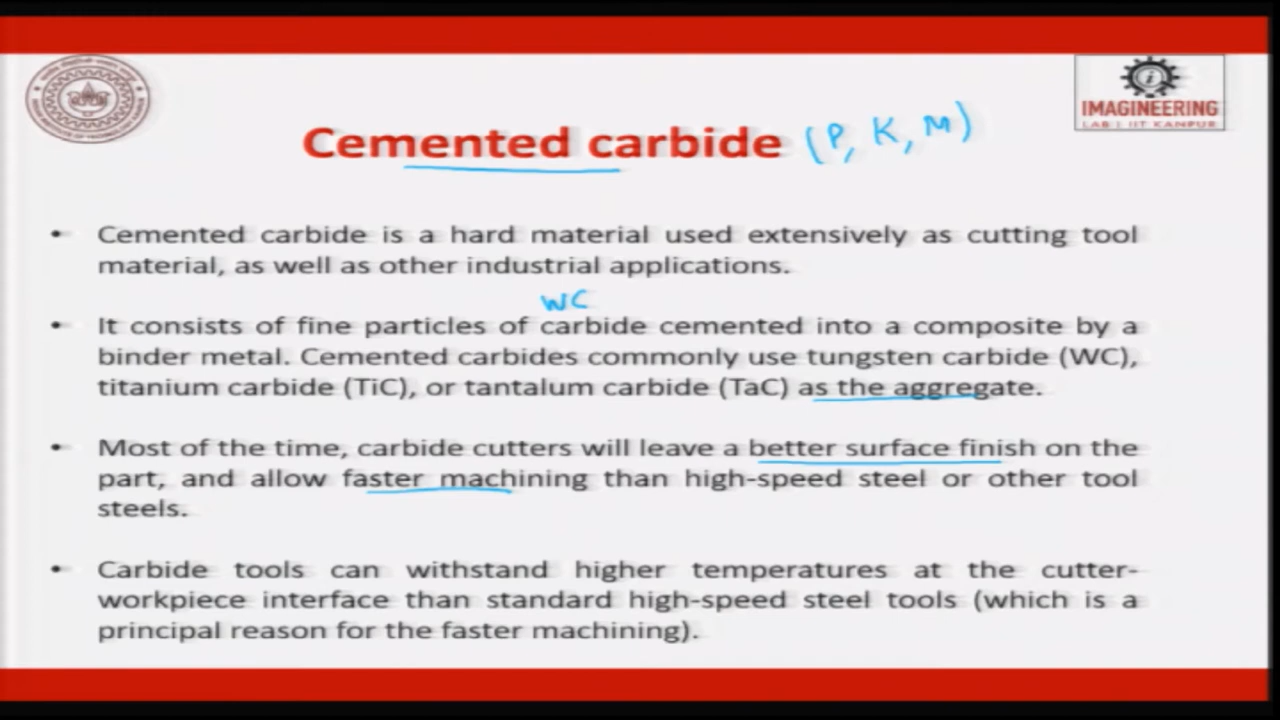 IMAGINEERING
LAB | IIT KANPUR
Cemented carbide (P, K, M)
• Cemented carbide is a hard material used extensively as cutting tool
material, as well as other industrial applications.
WC
• It consists of fine particles of carbide cemented into a composite by a
binder metal. Cemented carbides commonly use tungsten carbide (WC),
titanium carbide (TiC), or tantalum carbide (TaC) as the aggregate.
• Most of the time, carbide cutters will leave a better surface finish on the
part, and allow faster machining than high-speed steel or other tool
steels.
• Carbide tools can withstand higher temperatures at the cutter-
workpiece interface than standard high-speed steel tools (which is a
principal reason for the faster machining).